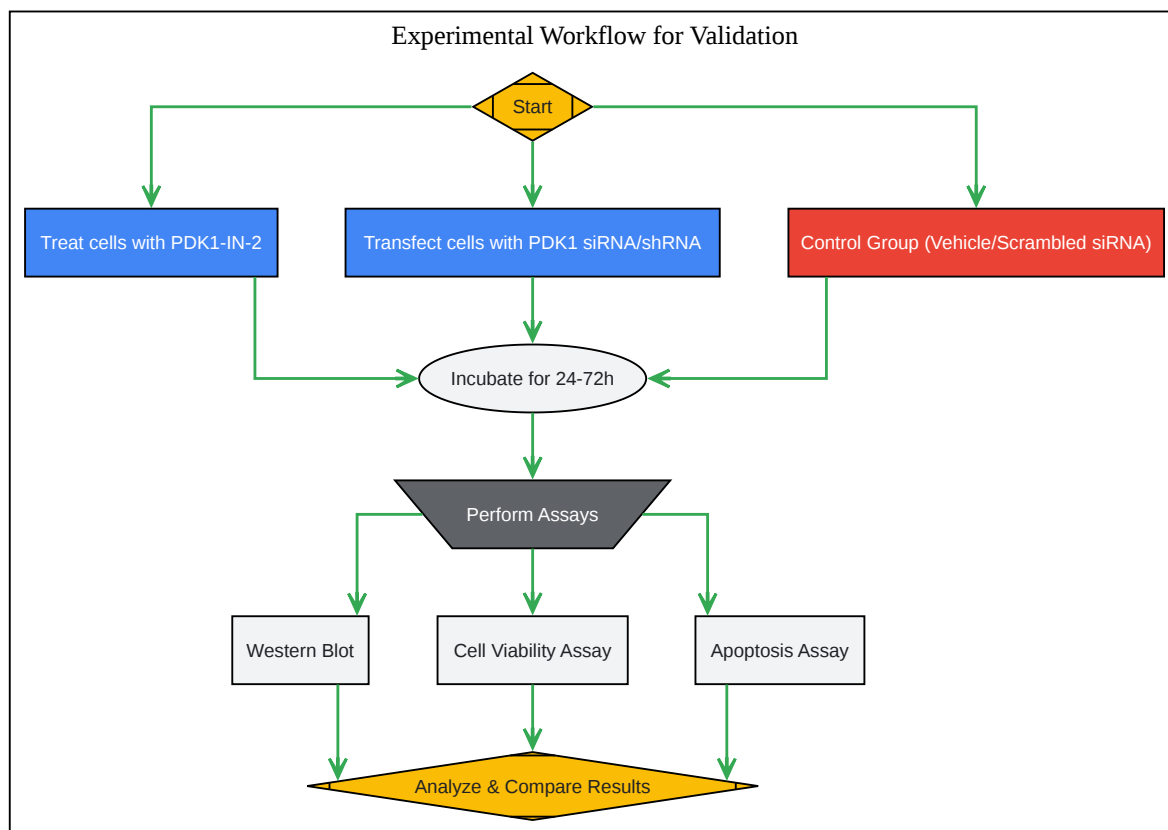 Experimental Workflow for Validation
Start
Treat cells with PDK1-IN-2
Transfect cells with PDK1 siRNA/shRNA
Control Group (Vehicle/Scrambled siRNA)
Incubate for 24-72h
Perform Assays
Western Blot
Cell Viability Assay
Apoptosis Assay
Analyze & Compare Results